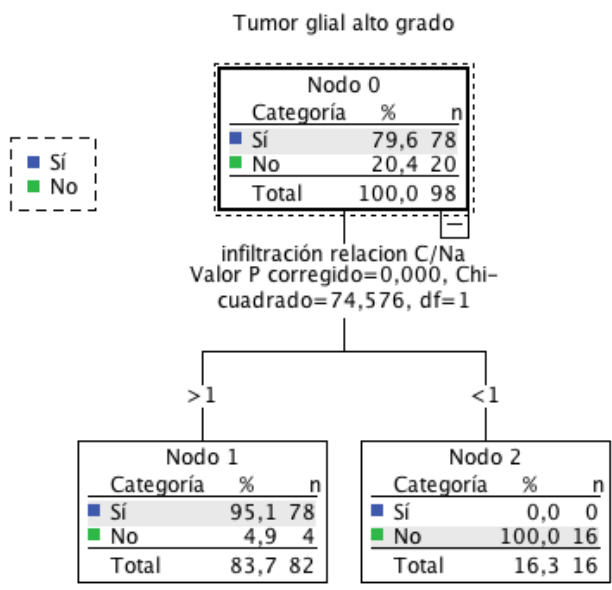 Tumor glial alto grado
Sí
No
Nodo 0
Categoría % n
Sí 79,6 78
No 20,4 20
Total 100,0 98
infiltración relacion C/Na
Valor P corregido=0,000, Chi-
cuadrado=74,576, df=1
>1
<1
Nodo 1
Categoría % n
Sí 95,1 78
No 4,9 4
Total 83,7 82
Nodo 2
Categoría % n
Sí 0,0 0
No 100,0 16
Total 16,3 16